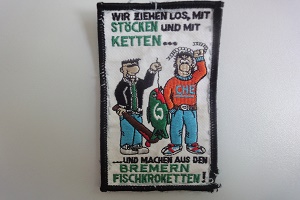 WIR ZIEHEN LOS, MIT
STÖCKEN UND MIT
KETTEN...
CHE
G
...UND MACHEN AUS DEN
BREMERN
FISCHKROKETTEN!